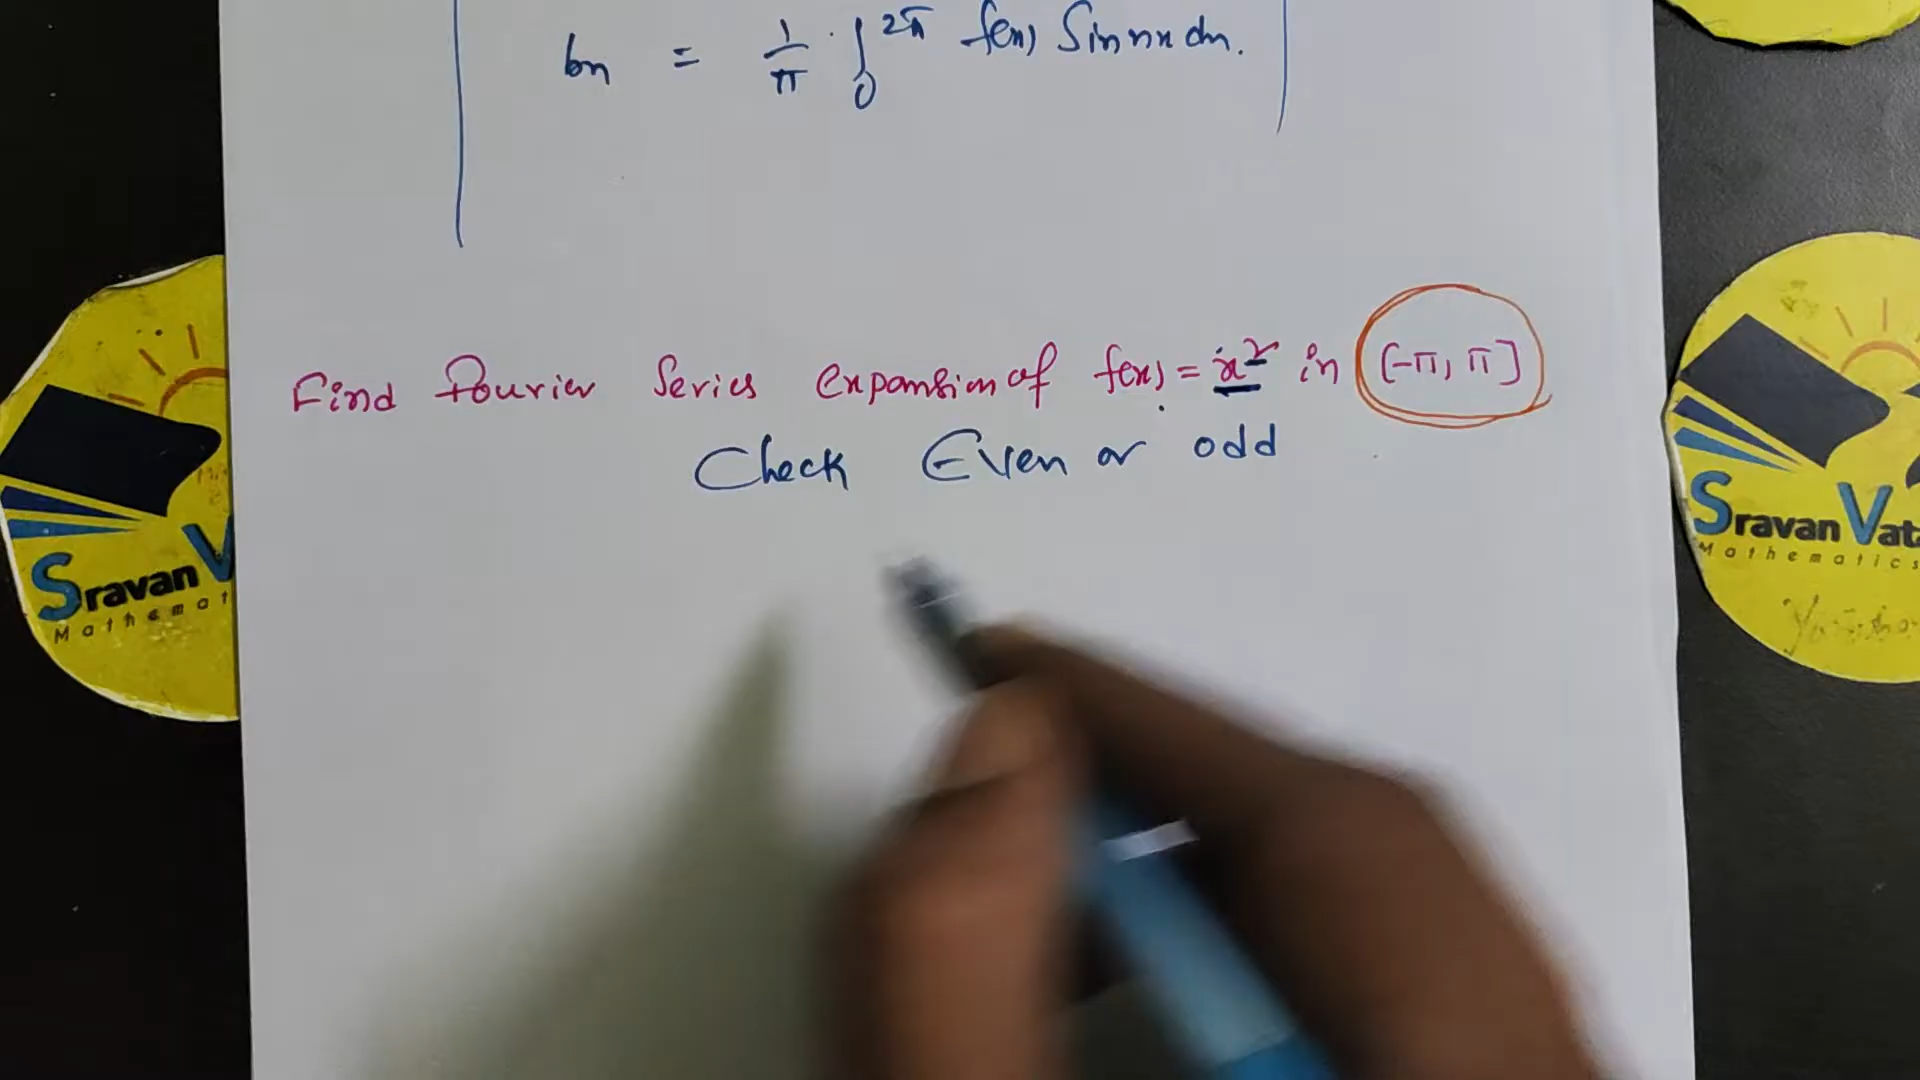 bn = 1/π ∫₀^2π f(x) Sin nx dx.
Find Fourier Series expansion of f(x) = x² in [-π, π]
Check Even or odd
Sravan V
Mathemat
Sravan Vat
Mathematics